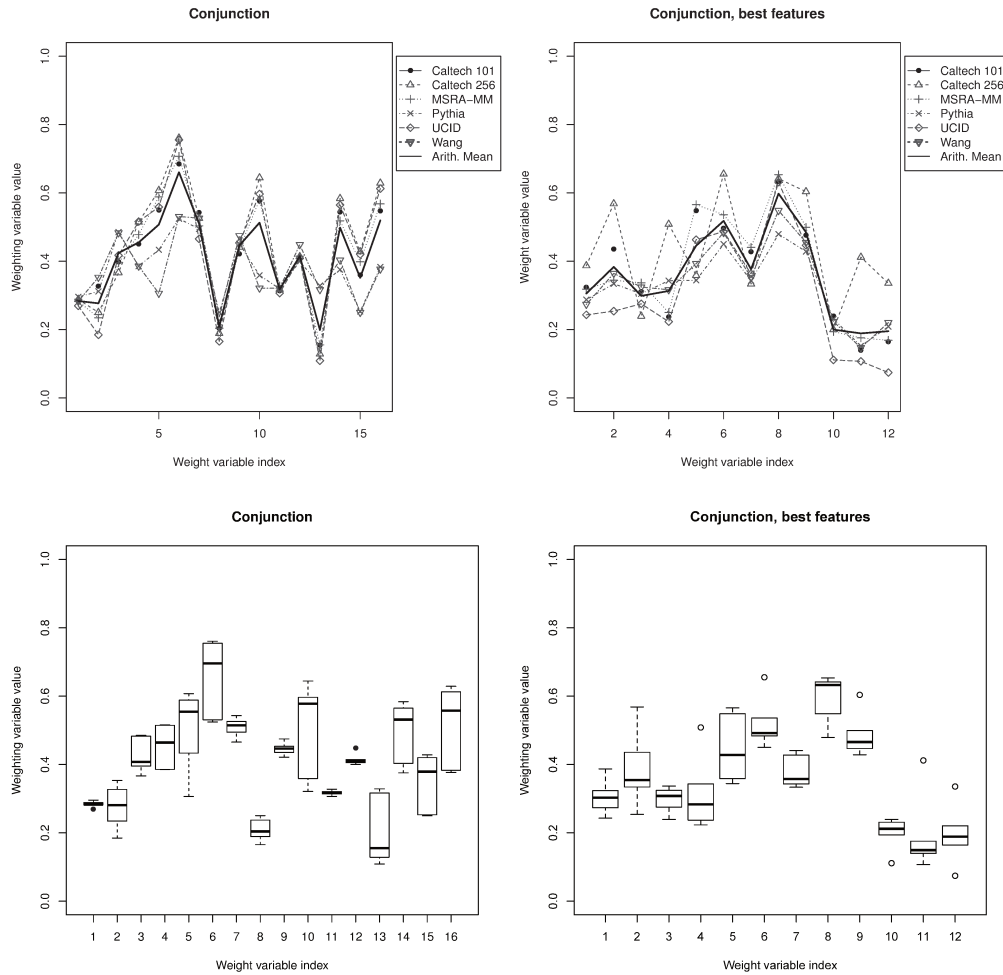 Conjunction
1.0
0.8
0.6
0.4
0.2
0.0
Weighting variable value
5
10
15
Weight variable index
Caltech 101
Caltech 256
MSRA−MM
Pythia
UCID
Wang
Arith. Mean
Conjunction, best features
1.0
0.8
0.6
0.4
0.2
0.0
Weighting variable value
2
4
6
8
10
12
Weight variable index
Caltech 101
Caltech 256
MSRA−MM
Pythia
UCID
Wang
Arith. Mean
Conjunction
1.0
0.8
0.6
0.4
0.2
0.0
Weighting variable value
1 2 3 4 5 6 7 8 9 10 11 12 13 14 15 16
Weight variable index
Conjunction, best features
1.0
0.8
0.6
0.4
0.2
0.0
Weighting variable value
1 2 3 4 5 6 7 8 9 10 11 12
Weight variable index